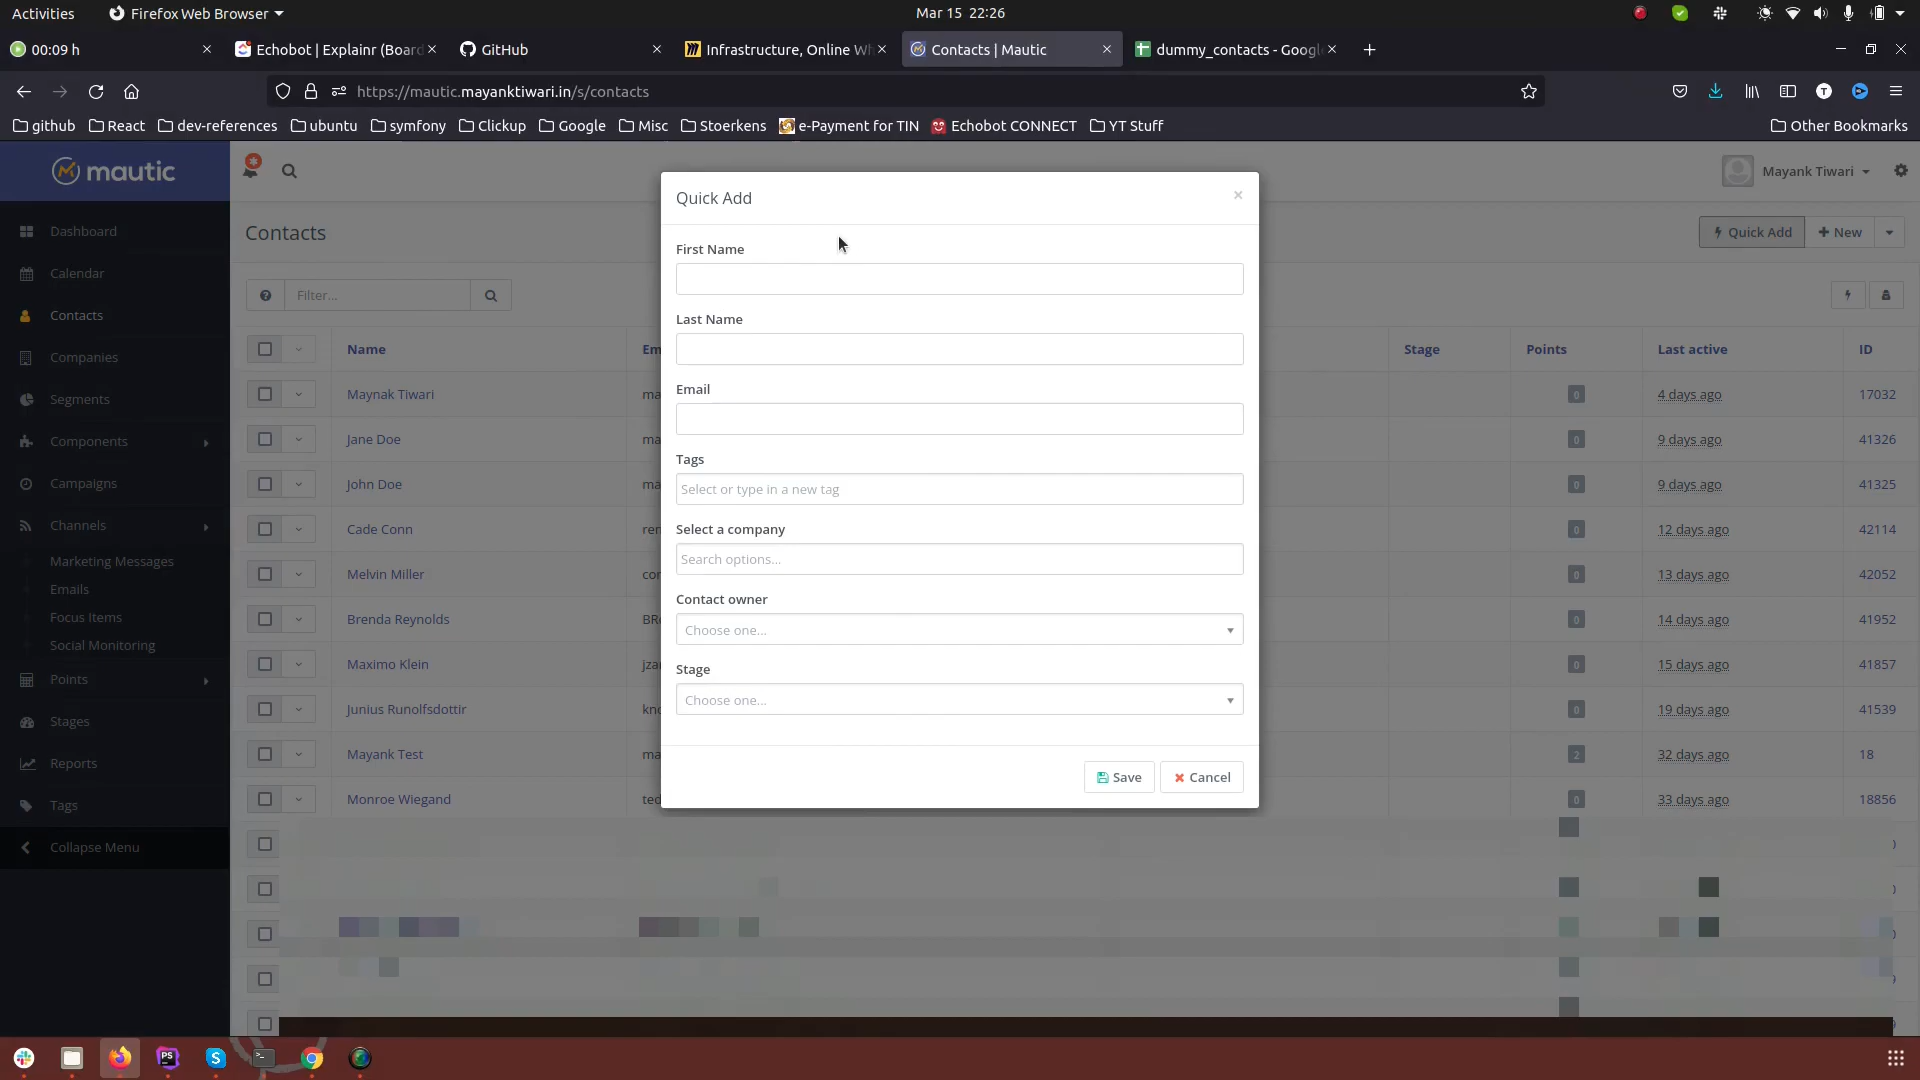 Activities Firefox Web Browser Mar 15 22:26
00:09 h Echobot | Explainr (Board GitHub Infrastructure, Online Wh Contacts | Mautic dummy_contacts - Google
https://mautic.mayanktiwari.in/s/contacts
github React dev-references ubuntu symfony Clickup Google Misc Stoerkens e-Payment for TIN Echobot CONNECT YT Stuff Other Bookmarks
mautic
Mayank Tiwari
Dashboard
Calendar
Contacts
Companies
Segments
Components
Campaigns
Channels
Marketing Messages
Emails
Focus Items
Social Monitoring
Points
Stages
Reports
Tags
Collapse Menu
Contacts
Quick Add New
Filter...
Name Em Stage Points Last active ID
Maynak Tiwari ma 0 4 days ago 17032
Jane Doe ma 0 9 days ago 41326
John Doe ma 0 9 days ago 41325
Cade Conn ren 0 12 days ago 42114
Melvin Miller cor 0 13 days ago 42052
Brenda Reynolds BRe 0 14 days ago 41952
Maximo Klein jza 0 15 days ago 41857
Junius Runolfsdottir kno 0 19 days ago 41539
Mayank Test ma 2 32 days ago 18
Monroe Wiegand ted 0 33 days ago 18856
Quick Add
First Name
Last Name
Email
Tags
Select or type in a new tag
Select a company
Search options...
Contact owner
Choose one...
Stage
Choose one...
Save Cancel